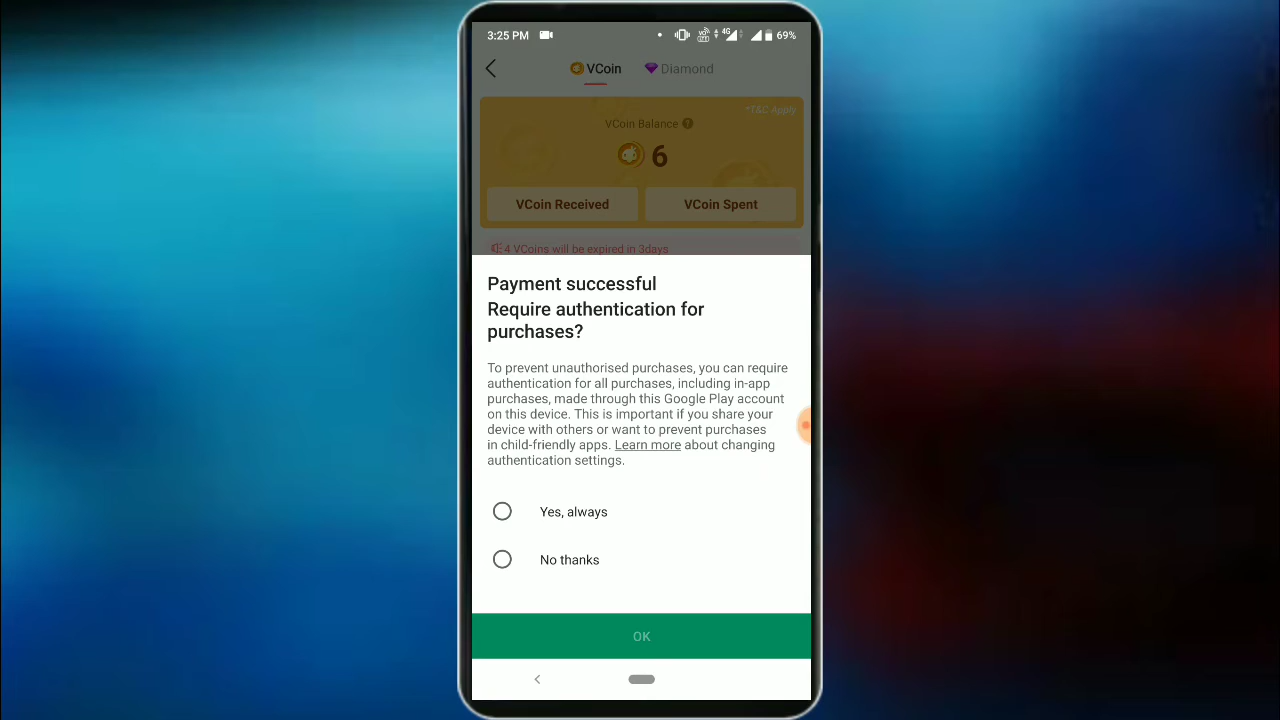 3:25 PM 4G 69%
VCoin Diamond
*T&C Apply
VCoin Balance ?
6
VCoin Received VCoin Spent
4 VCoins will be expired in 3days
Payment successful
Require authentication for
purchases?
To prevent unauthorised purchases, you can require
authentication for all purchases, including in-app
purchases, made through this Google Play account
on this device. This is important if you share your
device with others or want to prevent purchases
in child-friendly apps. Learn more about changing
authentication settings.
Yes, always
No thanks
OK